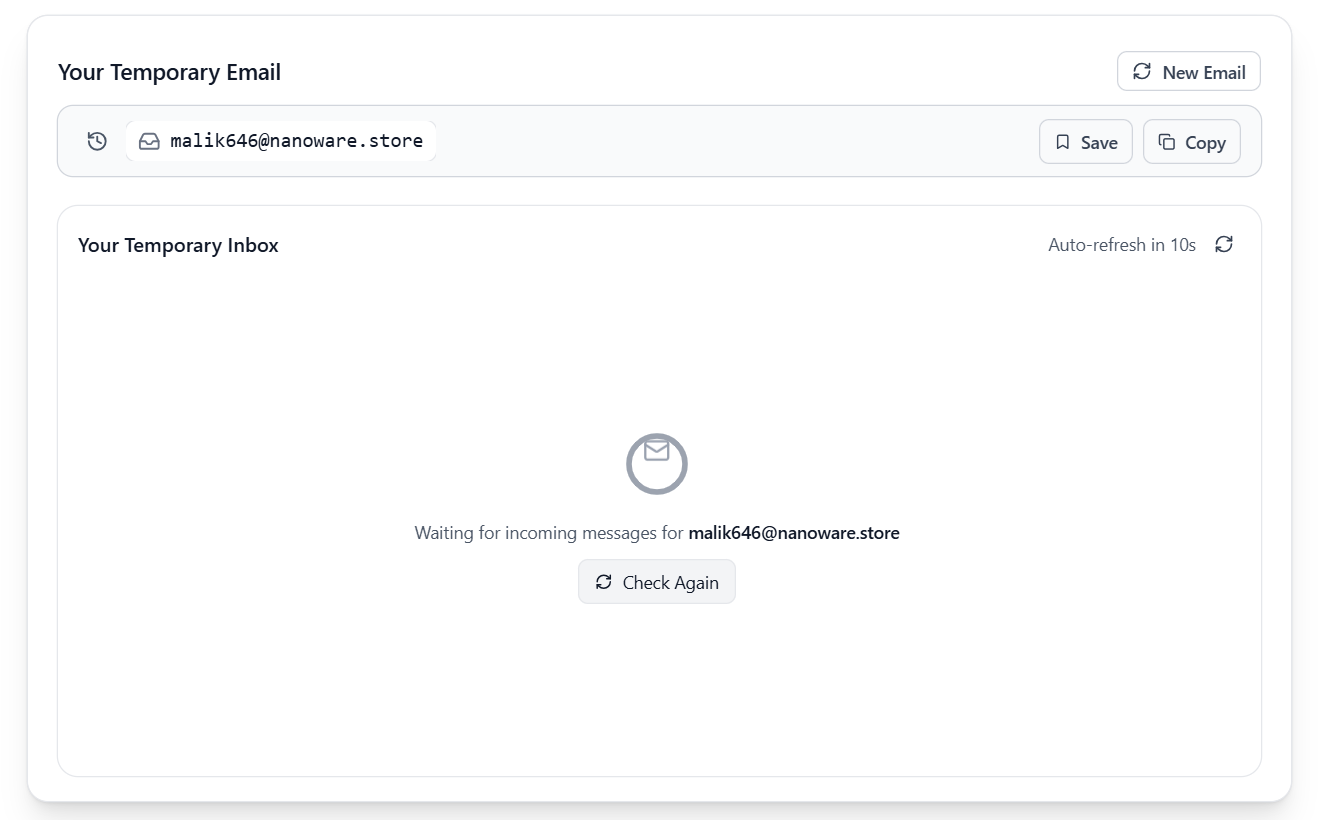 Your Temporary Email
New Email
malik646@nanoware.store
Save
Copy
Your Temporary Inbox
Auto-refresh in 10s
Waiting for incoming messages for malik646@nanoware.store
Check Again